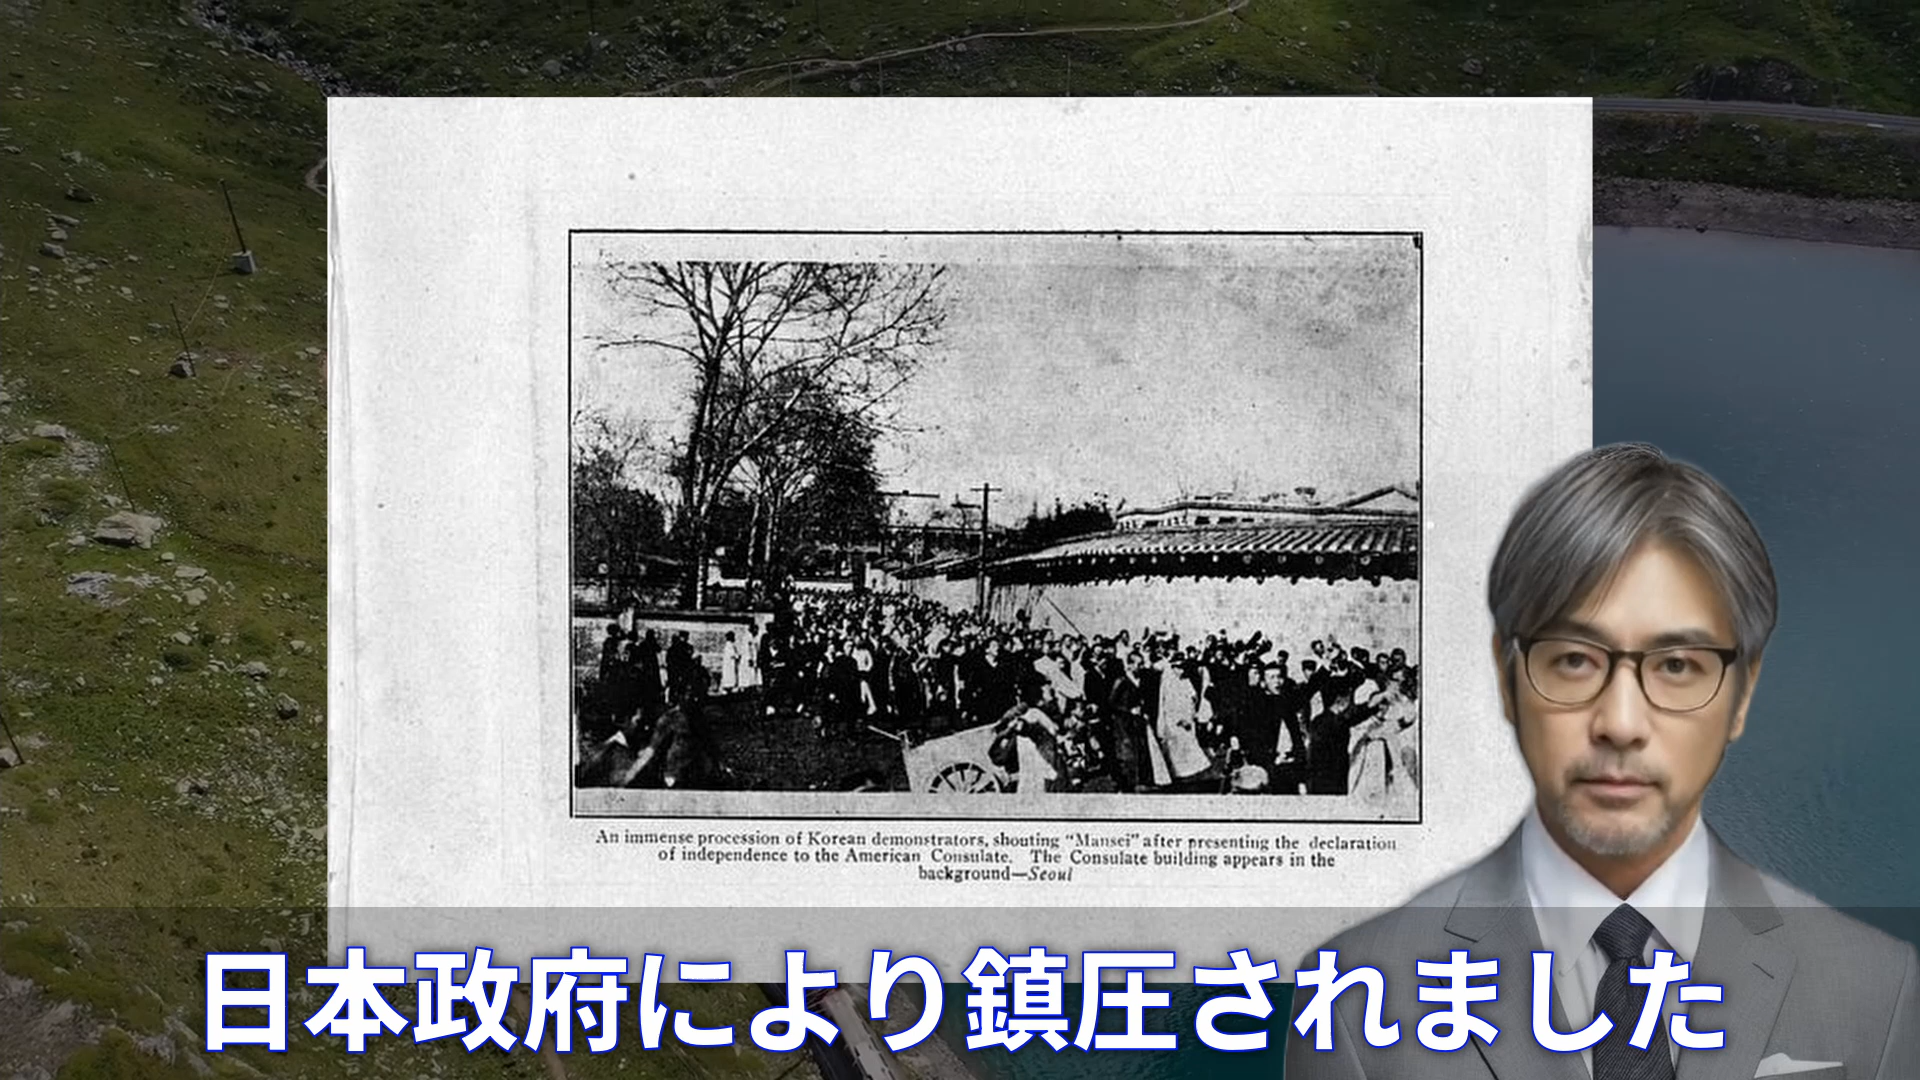 An immense procession of Korean demonstrators, shouting “Mansei” after presenting the declaration
of independence to the American Consulate. The Consulate building appears in the
background—Seoul
日本政府により鎮圧されました